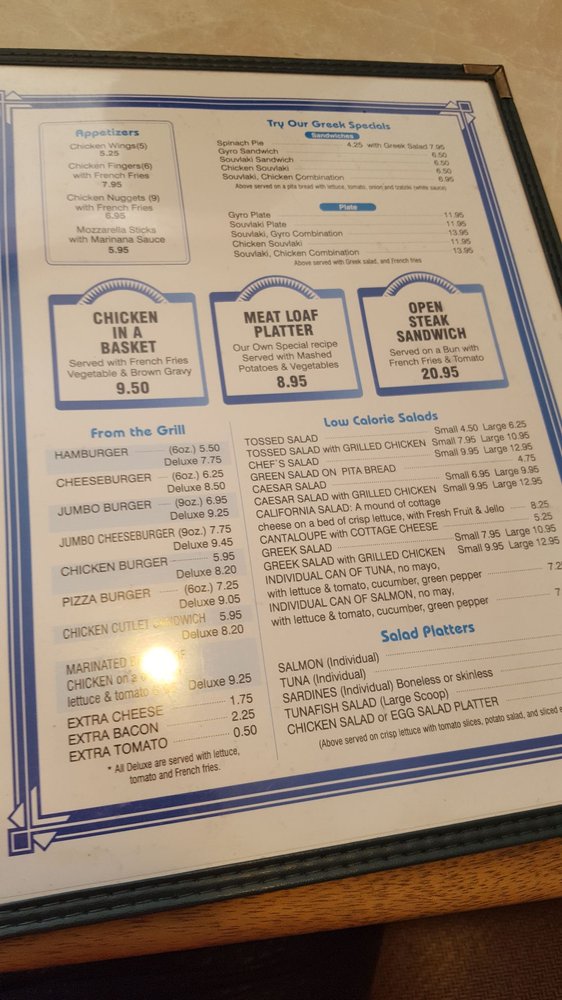 Appetizers
Chicken Wings(5)
5.25
Chicken Fingers(6)
with French Fries
7.95
Chicken Nuggets (9)
with French Fries
6.95
Mozzarella Sticks
with Marinana Sauce
5.95
Try Our Greek Specials
Sandwiches
Spinach Pie 4.25 with Greek Salad 7.95
Gyro Sandwich 6.50
Souvlaki Sandwich 6.50
Chicken Souvlaki 6.50
Souvlaki, Chicken Combination 6.95
Above served on a pita bread with lettuce, tomato, onion and tzatziki (white sauce)
Plate
Gyro Plate 11.95
Souvlaki Plate 11.95
Souvlaki, Gyro Combination 13.95
Chicken Souvlaki 11.95
Souvlaki, Chicken Combination 13.95
Above served with Greek salad, and French fries
CHICKEN
IN A
BASKET
Served with French Fries
Vegetable & Brown Gravy
9.50
MEAT LOAF
PLATTER
Our Own Special recipe
Served with Mashed
Potatoes & Vegetables
8.95
OPEN
STEAK
SANDWICH
Served on a Bun with
French Fries & Tomato
20.95
From the Grill
HAMBURGER (6oz.) 5.50
Deluxe 7.75
CHEESEBURGER (6oz.) 6.25
Deluxe 8.50
JUMBO BURGER (9oz.) 6.95
Deluxe 9.25
JUMBO CHEESEBURGER (9oz.) 7.75
Deluxe 9.45
CHICKEN BURGER 5.95
Deluxe 8.20
PIZZA BURGER (6oz.) 7.25
Deluxe 9.05
CHICKEN CUTLET SANDWICH 5.95
Deluxe 8.20
MARINATED
CHICKEN on a
lettuce & tomato Deluxe 9.25
EXTRA CHEESE 1.75
EXTRA BACON 2.25
EXTRA TOMATO 0.50
* All Deluxe are served with lettuce,
tomato and French fries.
Low Calorie Salads
TOSSED SALAD Small 4.50 Large 6.25
TOSSED SALAD with GRILLED CHICKEN Small 7.95 Large 10.95
CHEF'S SALAD Small 9.95 Large 12.95
GREEN SALAD ON PITA BREAD 4.75
CAESAR SALAD Small 6.95 Large 9.95
CAESAR SALAD with GRILLED CHICKEN Small 9.95 Large 12.95
CALIFORNIA SALAD: A mound of cottage
cheese on a bed of crisp lettuce, with Fresh Fruit & Jello 8.25
CANTALOUPE with COTTAGE CHEESE 5.25
GREEK SALAD Small 7.95 Large 10.95
GREEK SALAD with GRILLED CHICKEN Small 9.95 Large 12.95
INDIVIDUAL CAN OF TUNA, no mayo,
with lettuce & tomato, cucumber, green pepper 7.2
INDIVIDUAL CAN OF SALMON, no may,
with lettuce & tomato, cucumber, green pepper 7
Salad Platters
SALMON (Individual)
TUNA (Individual)
SARDINES (Individual) Boneless or skinless
TUNAFISH SALAD (Large Scoop)
CHICKEN SALAD or EGG SALAD PLATTER
(Above served on crisp lettuce with tomato slices, potato salad, and sliced